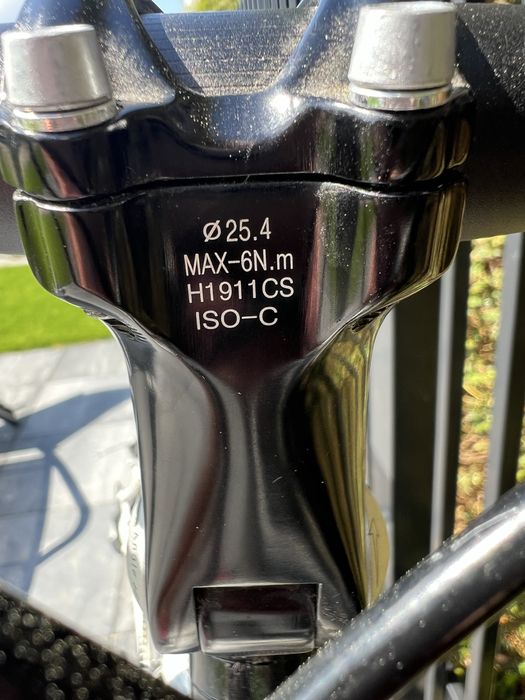 Ø25.4
MAX-6N.m
H1911CS
ISO-C